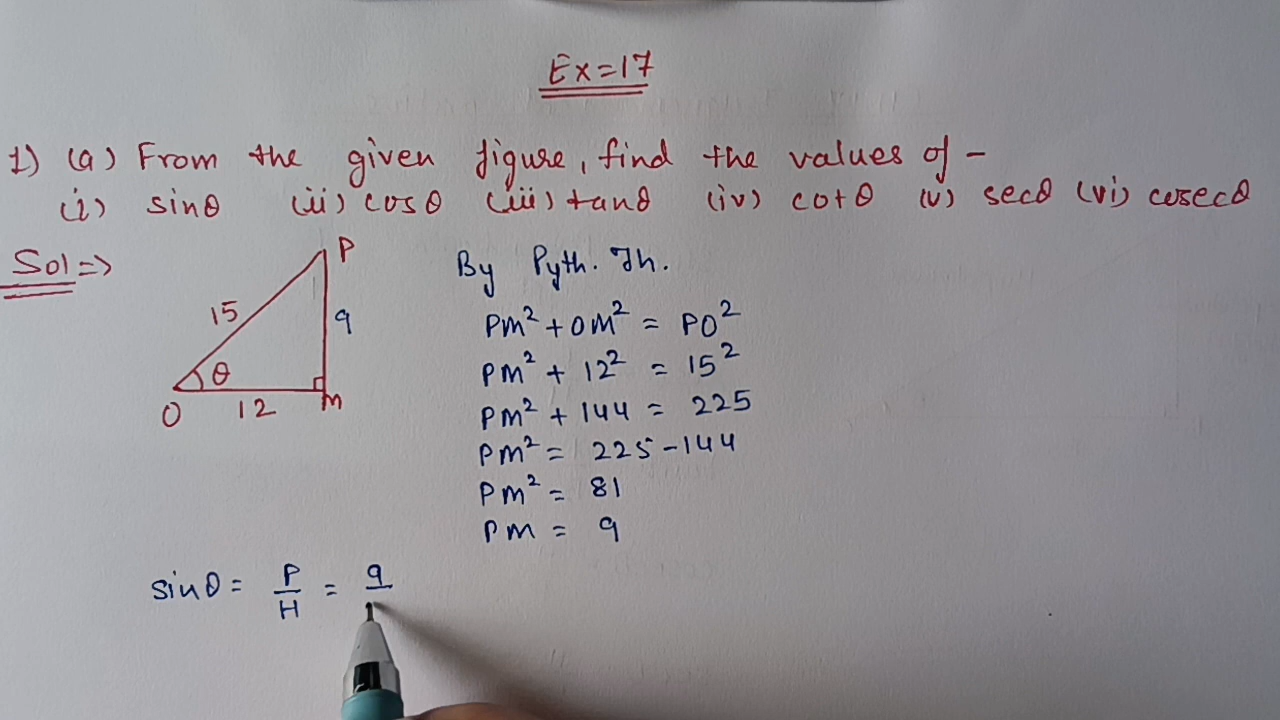 Ex=17
1) (a) From the given figure, find the values of -
(i) sinθ (ii) cosθ (iii) tanθ (iv) cotθ (v) secθ (vi) cosecθ
Sol=>
P
15
9
θ
O
12
M
By Pyth. Th.
PM² + OM² = PO²
PM² + 12² = 15²
PM² + 144 = 225
PM² = 225-144
PM² = 81
PM = 9
sinθ = P/H = 9/